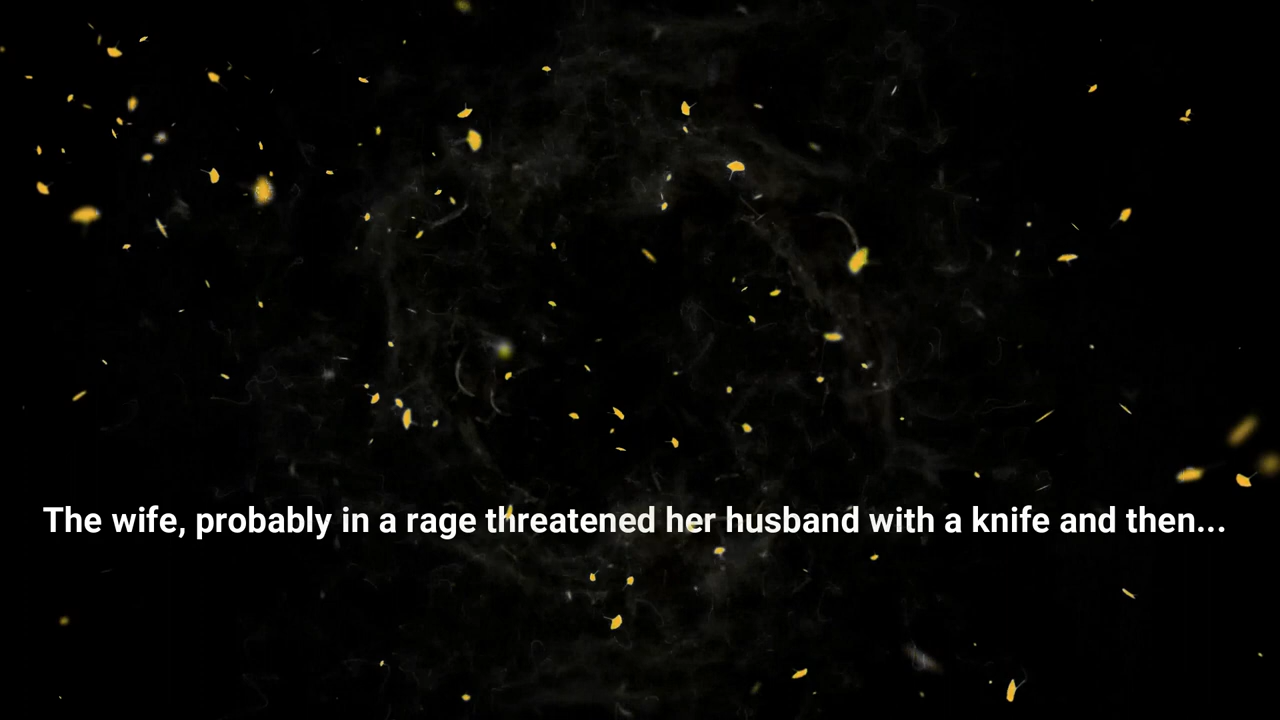 The wife, probably in a rage threatened her husband with a knife and then...